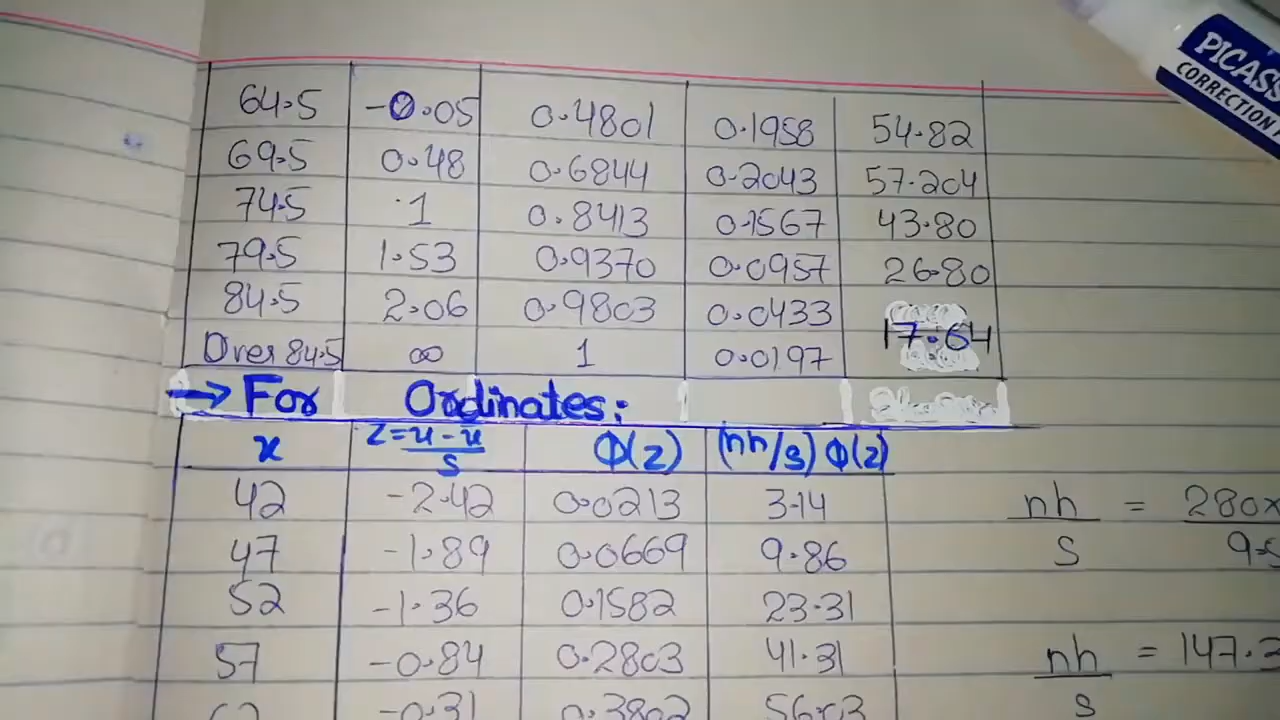 PICASS
CORRECTION
64.5 -0.05 0.4801 0.1958 54.82
69.5 0.48 0.6844 0.2043 57.204
74.5 1 0.8413 0.1567 43.80
79.5 1.53 0.9370 0.0957 26.80
84.5 2.06 0.9803 0.0433
Over 84.5 ∞ 1 0.0197 17.64
→ For Ordinates:
x Z=x-x̄/s Φ(z) (nh/s) Φ(z)
42 -2.42 0.0213 3.14
47 -1.89 0.0669 9.86
52 -1.36 0.1582 23.31
57 -0.84 0.2803 41.31
-0.31 0.3802 56.03
nh/s = 280x
nh/s = 147.3